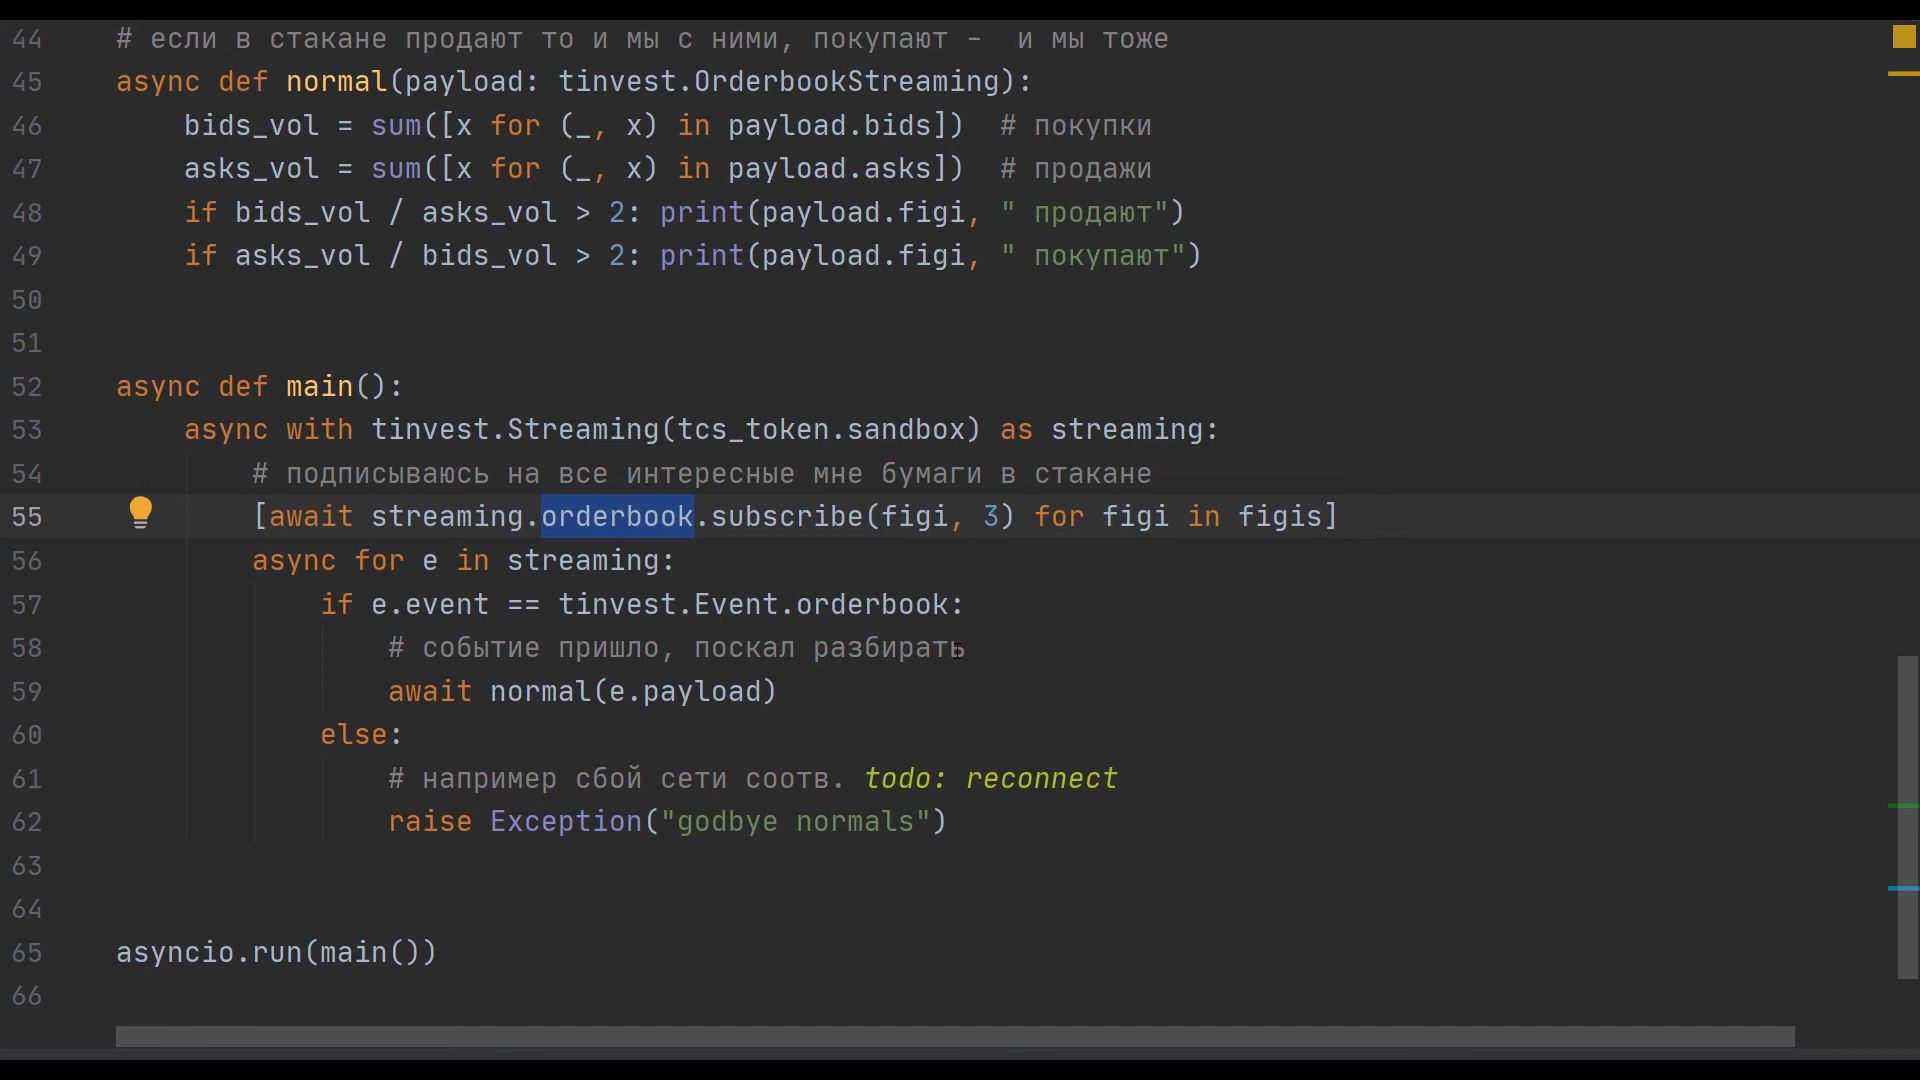 44 # если в стакане продают то и мы с ними, покупают -  и мы тоже
45 async def normal(payload: tinvest.OrderbookStreaming):
46     bids_vol = sum([x for (_, x) in payload.bids])  # покупки
47     asks_vol = sum([x for (_, x) in payload.asks])  # продажи
48     if bids_vol / asks_vol > 2: print(payload.figi, " продают")
49     if asks_vol / bids_vol > 2: print(payload.figi, " покупают")
50
51
52 async def main():
53     async with tinvest.Streaming(tcs_token.sandbox) as streaming:
54         # подписываюсь на все интересные мне бумаги в стакане
55         [await streaming.orderbook.subscribe(figi, 3) for figi in figis]
56         async for e in streaming:
57             if e.event == tinvest.Event.orderbook:
58                 # событие пришло, поскал разбирать
59                 await normal(e.payload)
60             else:
61                 # например сбой сети соотв. todo: reconnect
62                 raise Exception("godbye normals")
63
64
65 asyncio.run(main())
66